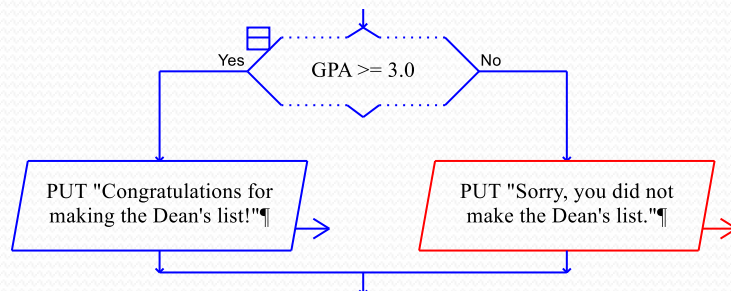 Yes
GPA >= 3.0
No
PUT "Congratulations for
making the Dean's list!"¶
PUT "Sorry, you did not
make the Dean's list."¶